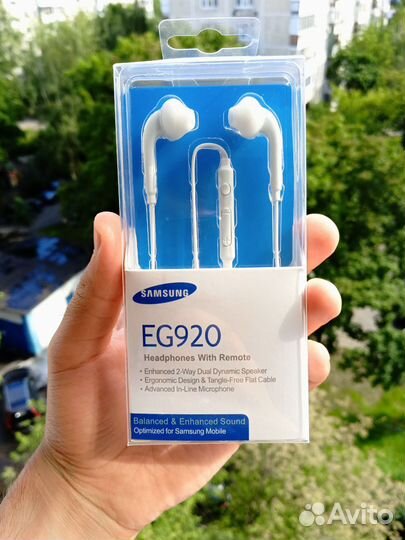 SAMSUNG
SAMSUNG
EG920
Headphones With Remote
• Enhanced 2-Way Dual Dynamic Speaker
• Ergonomic Design & Tangle-Free Flat Cable
• Advanced In-Line Microphone
Balanced & Enhanced Sound
Optimized for Samsung Mobile
Avito